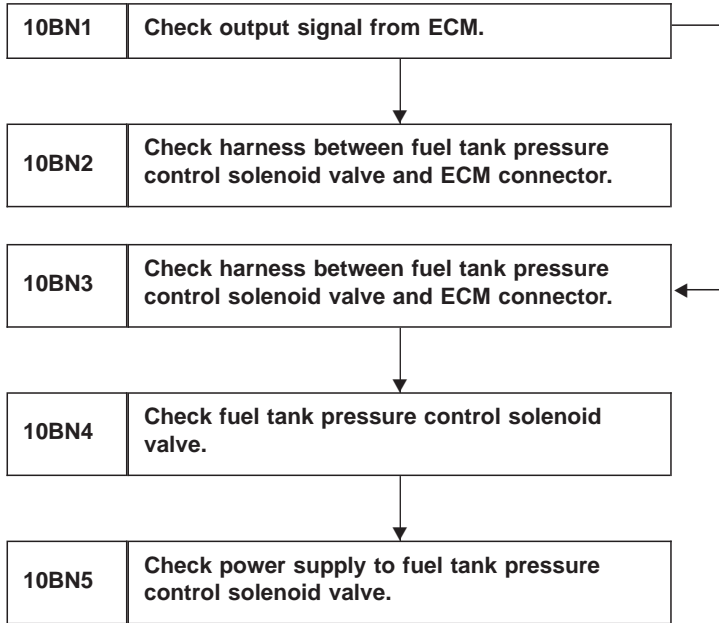 10BN1 Check output signal from ECM.
10BN2 Check harness between fuel tank pressure
control solenoid valve and ECM connector.
10BN3 Check harness between fuel tank pressure
control solenoid valve and ECM connector.
10BN4 Check fuel tank pressure control solenoid
valve.
10BN5 Check power supply to fuel tank pressure
control solenoid valve.